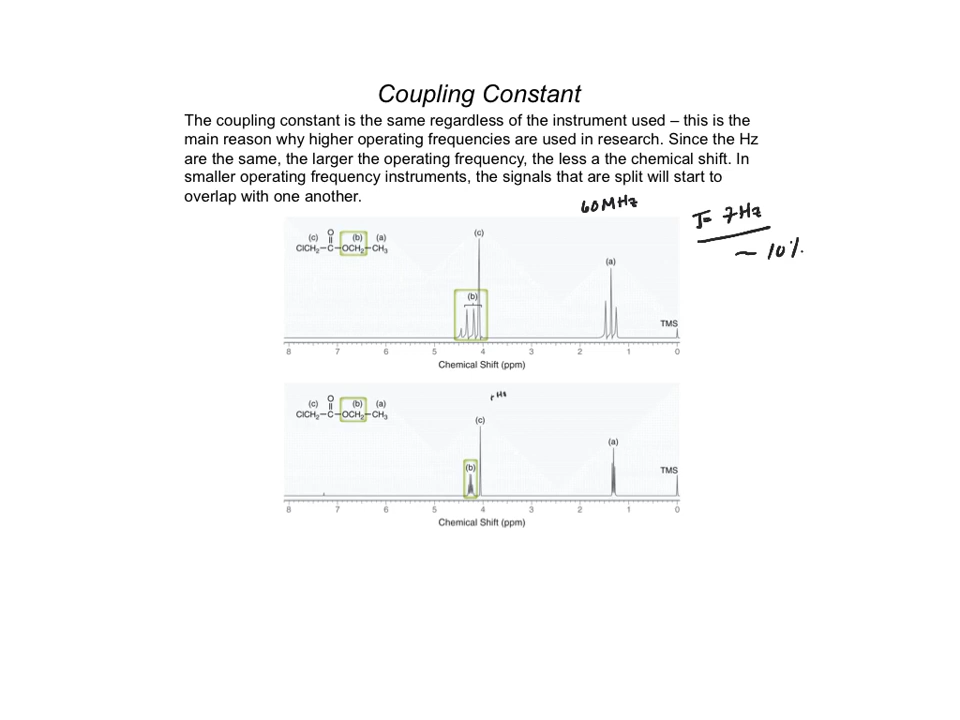 Coupling Constant
The coupling constant is the same regardless of the instrument used – this is the
main reason why higher operating frequencies are used in research. Since the Hz
are the same, the larger the operating frequency, the less a the chemical shift. In
smaller operating frequency instruments, the signals that are split will start to
overlap with one another.
60MHz
J= 7Hz
~ 10%
(c) O (b) (a)
ClCH₂–C–OCH₂–CH₃
(c)
(b)
(a)
TMS
8 7 6 5 4 3 2 1 0
Chemical Shift (ppm)
(c) O (b) (a)
ClCH₂–C–OCH₂–CH₃
(c)
(b)
(a)
TMS
8 7 6 5 4 3 2 1 0
Chemical Shift (ppm)